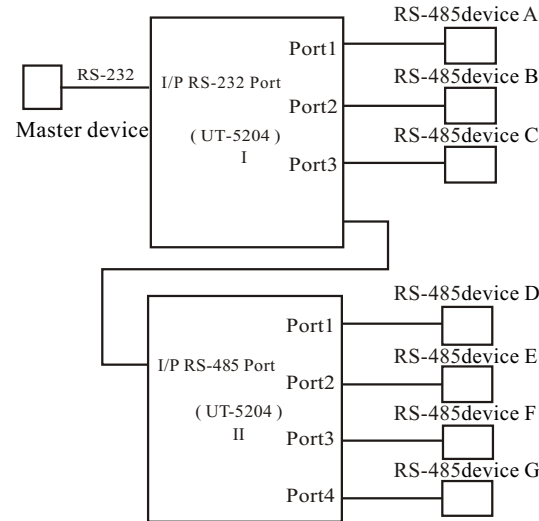 RS-485device A
Port1
RS-232
I/P RS-232 Port
RS-485device B
Port2
Master device
( UT-5204 )
I
RS-485device C
Port3
RS-485device D
Port1
I/P RS-485 Port
RS-485device E
Port2
( UT-5204 )
II
RS-485device F
Port3
RS-485device G
Port4